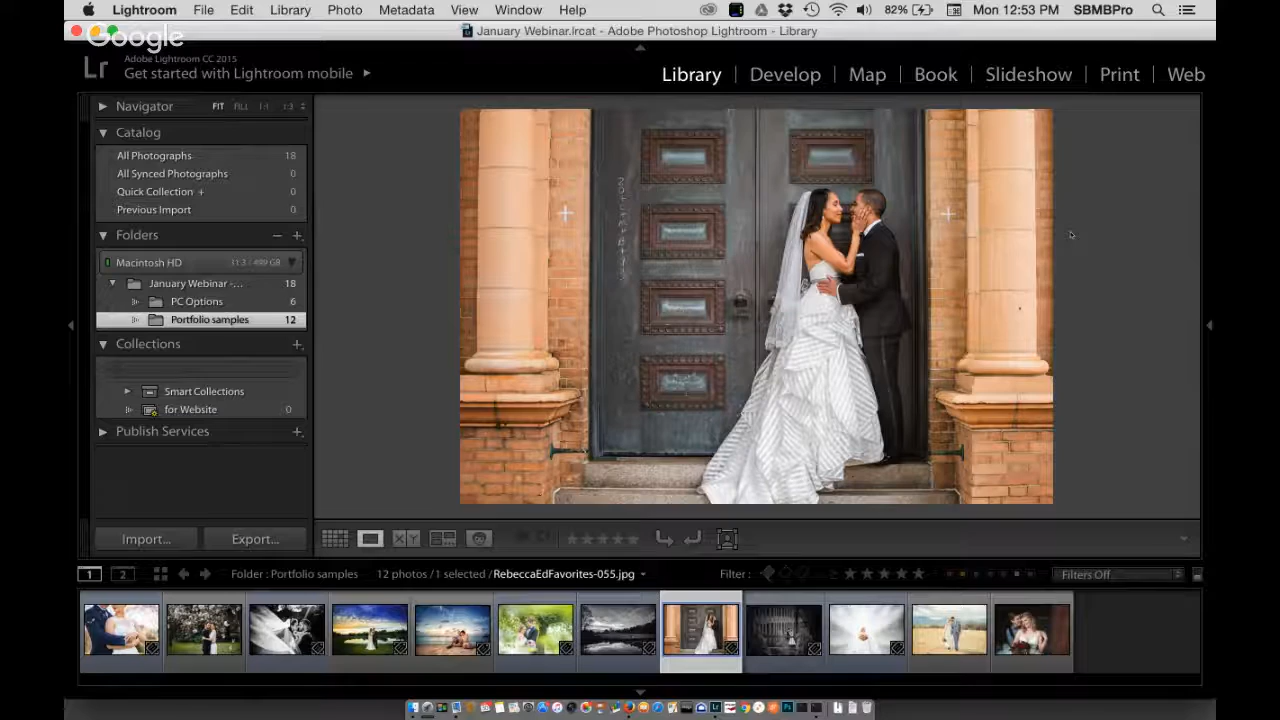 Lightroom File Edit Library Photo Metadata View Window Help 82% Mon 12:53 PM SBMBPro
Google
January Webinar.lrcat - Adobe Photoshop Lightroom - Library
Lr Adobe Lightroom CC 2015
Get started with Lightroom mobile
Library Develop Map Book Slideshow Print Web
Navigator FIT FILL 1:1 1:3
Catalog
All Photographs 18
All Synced Photographs 0
Quick Collection + 0
Previous Import 0
Folders
Macintosh HD
January Webinar -... 18
PC Options 6
Portfolio samples 12
Collections
Smart Collections
for Website 0
Publish Services
Import... Export...
X Y
1 2 Folder : Portfolio samples 12 photos / 1 selected / RebeccaEdFavorites-055.jpg Filter : Filters Off